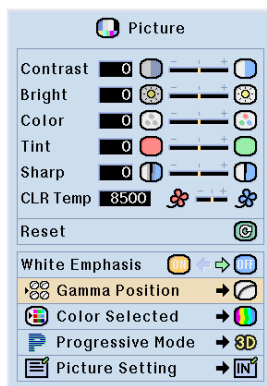 Picture
Contrast 0
Bright 0
Color 0
Tint 0
Sharp 0
CLR Temp 8500
Reset
White Emphasis ON OFF
Gamma Position
Color Selected
Progressive Mode 3D
Picture Setting IN